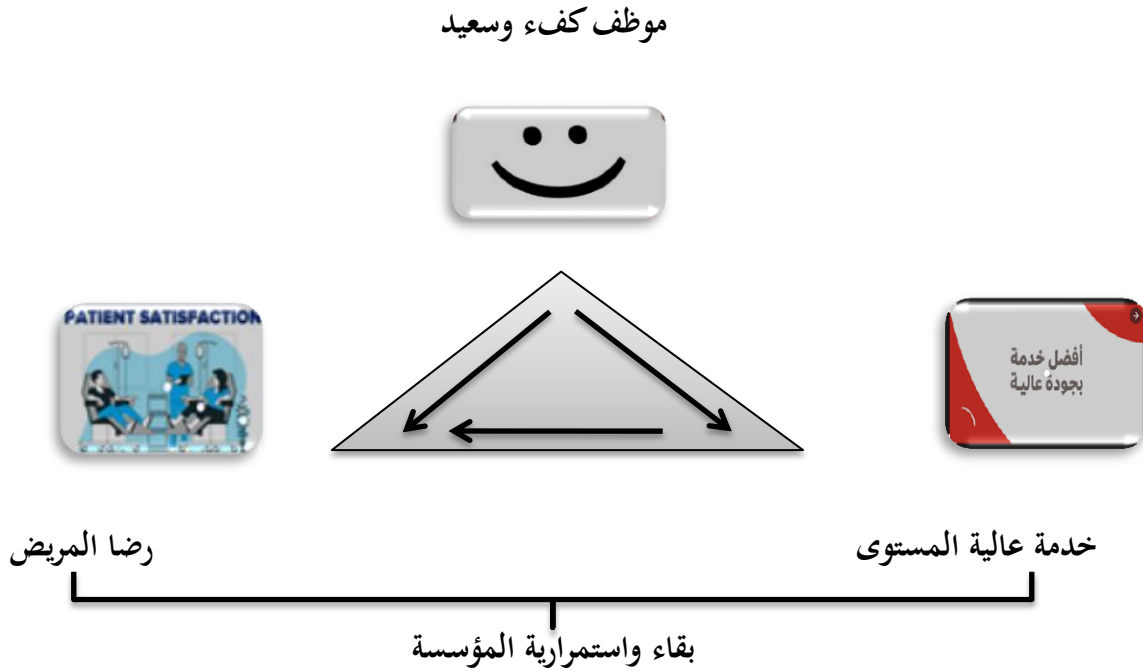 موظف كفء وسعيد
PATIENT SATISFACTION
أفضل خدمة
بجودة عالية
خدمة عالية المستوى
رضا المريض
بقاء واستمرارية المؤسسة